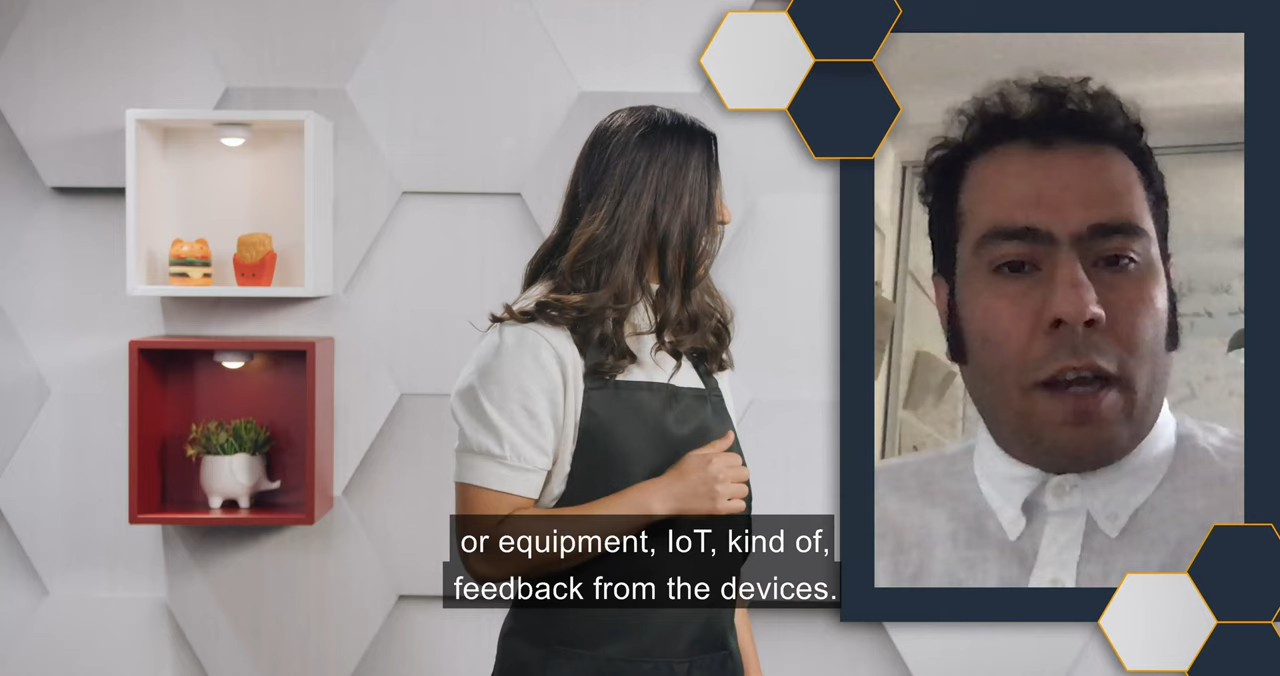 or equipment, IoT, kind of,
feedback from the devices.